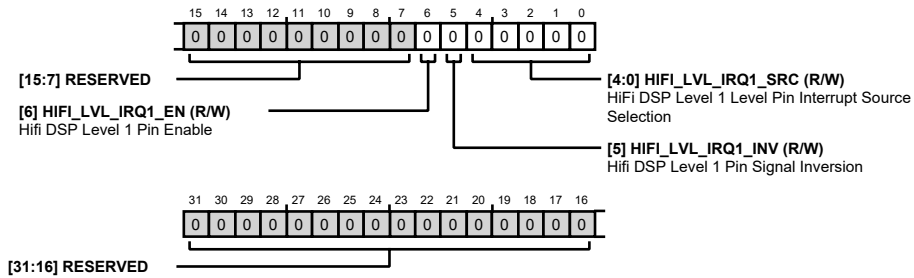 15 14 13 12 11 10 9 8 7 6 5 4 3 2 1 0
0 0 0 0 0 0 0 0 0 0 0 0 0 0 0 0
[15:7] RESERVED
[4:0] HIFI_LVL_IRQ1_SRC (R/W)
HiFi DSP Level 1 Level Pin Interrupt Source
Selection
[6] HIFI_LVL_IRQ1_EN (R/W)
Hifi DSP Level 1 Pin Enable
[5] HIFI_LVL_IRQ1_INV (R/W)
Hifi DSP Level 1 Pin Signal Inversion
31 30 29 28 27 26 25 24 23 22 21 20 19 18 17 16
0 0 0 0 0 0 0 0 0 0 0 0 0 0 0 0
[31:16] RESERVED